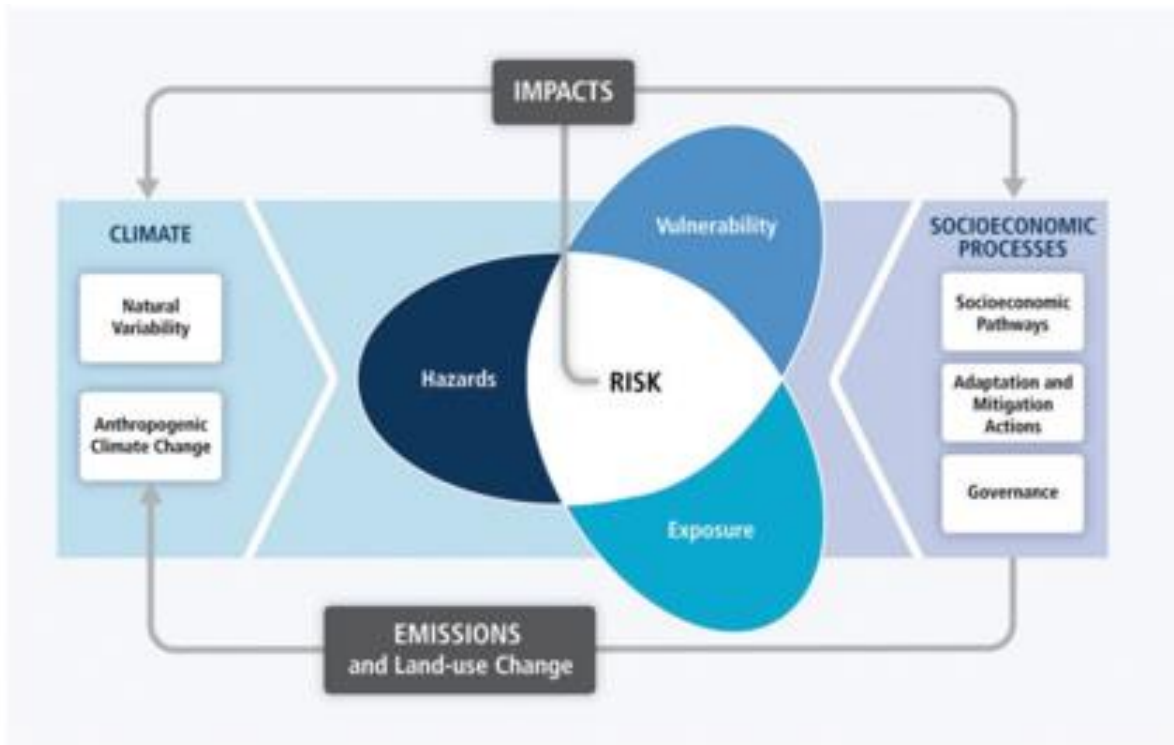 IMPACTS
CLIMATE
Natural
Variability
Anthropogenic
Climate Change
Vulnerability
Hazards
RISK
Exposure
SOCIOECONOMIC
PROCESSES
Socioeconomic
Pathways
Adaptation and
Mitigation
Actions
Governance
EMISSIONS
and Land-use Change